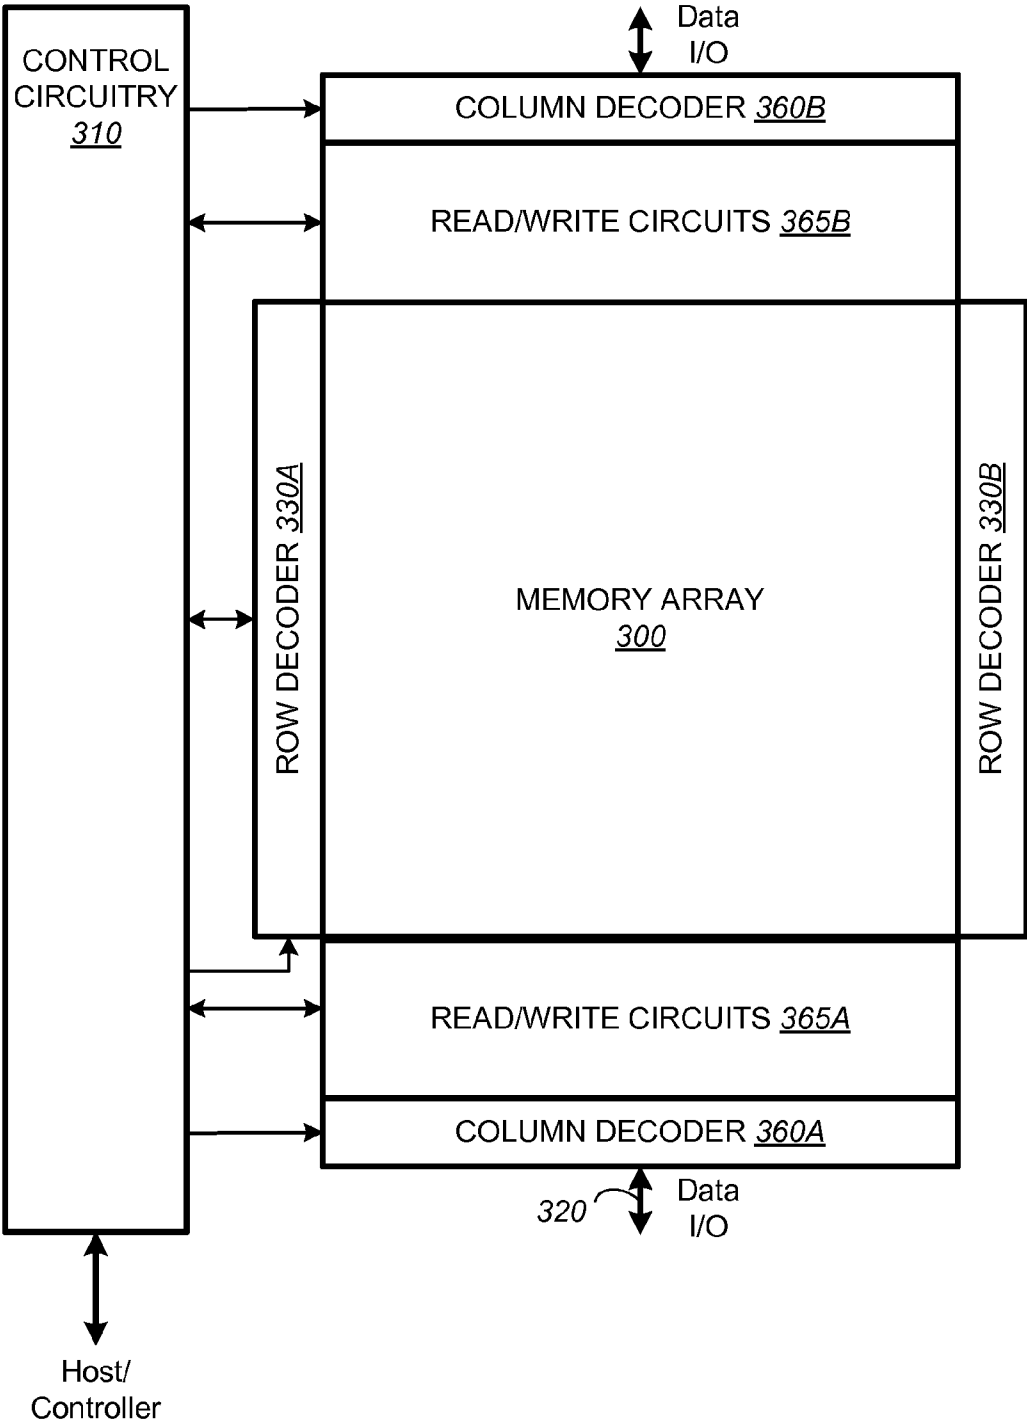 CONTROL
CIRCUITRY
310
Data
I/O
COLUMN DECODER 360B
READ/WRITE CIRCUITS 365B
ROW DECODER 330A
MEMORY ARRAY
300
ROW DECODER 330B
READ/WRITE CIRCUITS 365A
COLUMN DECODER 360A
320
Data
I/O
Host/
Controller